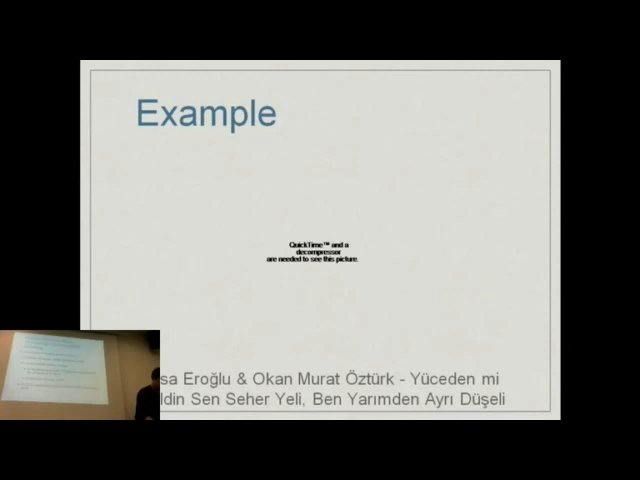 Example
QuickTime™ and a
decompressor
are needed to see this picture.
sa Eroğlu & Okan Murat Öztürk - Yüceden mi
ldin Sen Seher Yeli, Ben Yarımden Ayrı Düşeli